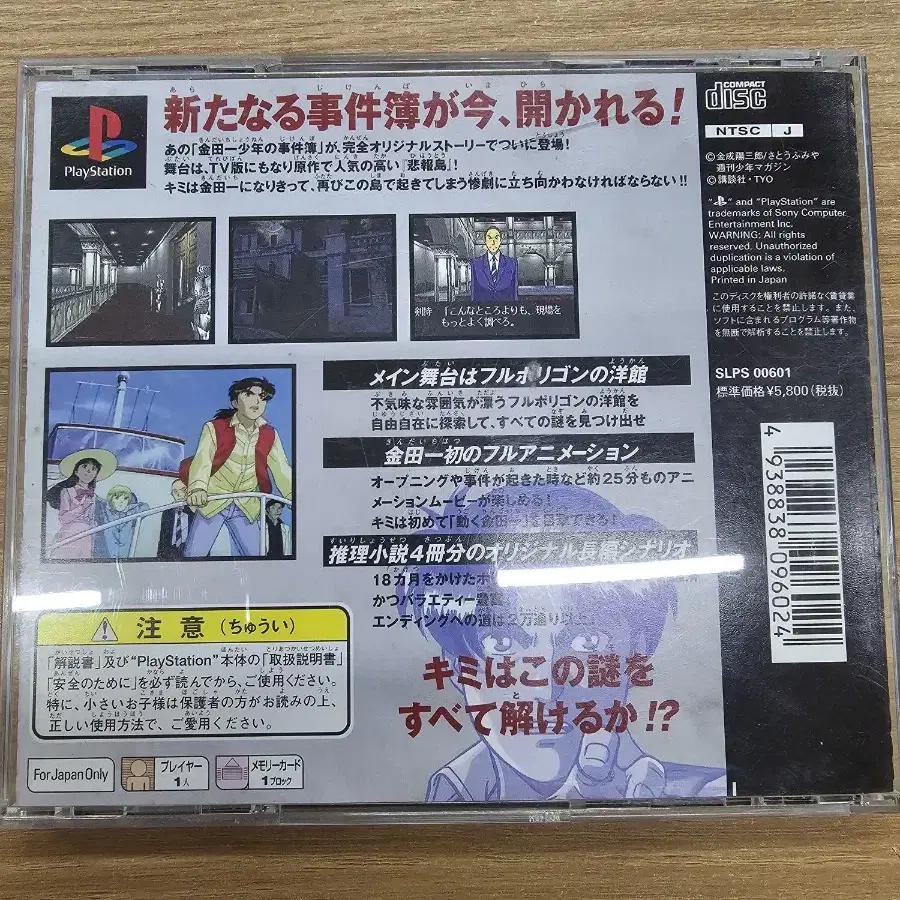 新たなる事件簿が今、開かれる!
あの「金田一少年の事件簿」が、完全オリジナルストーリーでついに登場!
舞台は、TV版にもなり原作で人気の高い『悲報島』!
キミは金田一になりきって、再びこの島で起きてしまう惨劇に立ち向かわなければならない!!
PlayStation
剣持 「こんなところよりも、現場を
もっとよく調べろ。
メイン舞台はフルポリゴンの洋館
不気味な雰囲気が漂うフルポリゴンの洋館を
自由自在に探索して、すべての謎を見つけ出せ
金田一初のフルアニメーション
オープニングや事件が起きた時など約25分ものアニ
メーションムービーが楽しめる!
キミは初めて「動く金田一」を目撃できる!
推理小説4冊分のオリジナル長編シナリオ
18カ月をかけた
かつバラエティー豊
エンディングへの道は2万通り以
キミはこの謎を
すべて解けるか!?
注意(ちゅうい)
「解説書」及び"PlayStation"本体の「取扱説明書」
「安全のために」を必ず読んでから、ご使用ください。
特に、小さいお子様は保護者の方がお読みの上、
正しい使用方法で、ご愛用ください。
For Japan Only
プレイヤー
1人
メモリーカード
1ブロック
COMPACT
disc
NTSC J
©金成陽三郎/さとうふみや
週刊少年マガジン
©講談社・TYO
" " and "PlayStation" are
trademarks of Sony Computer
Entertainment Inc.
WARNING: All rights
reserved. Unauthorized
duplication is a violation of
applicable laws.
Printed in Japan
このディスクを権利者の許諾なく賃貸業
に使用することを禁止します。また、
ソフトに含まれるプログラム等著作物
を無断で解析することを禁止します。
SLPS 00601
標準価格¥5,800(税抜)
4 938838 096024